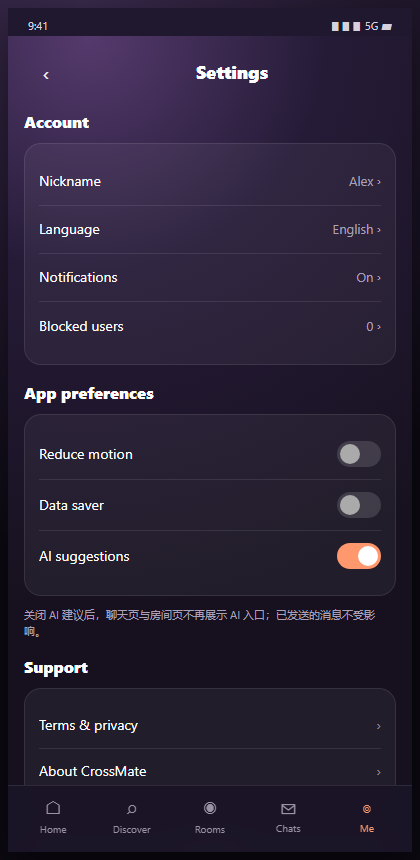 9:41
5G
‹
Settings
Account
Nickname
Alex ›
Language
English ›
Notifications
On ›
Blocked users
0 ›
App preferences
Reduce motion
Data saver
AI suggestions
关闭 AI 建议后，聊天页与房间页不再展示 AI 入口；已发送的消息不受影
响。
Support
Terms & privacy
›
About CrossMate
›
Home
Discover
Rooms
Chats
Me